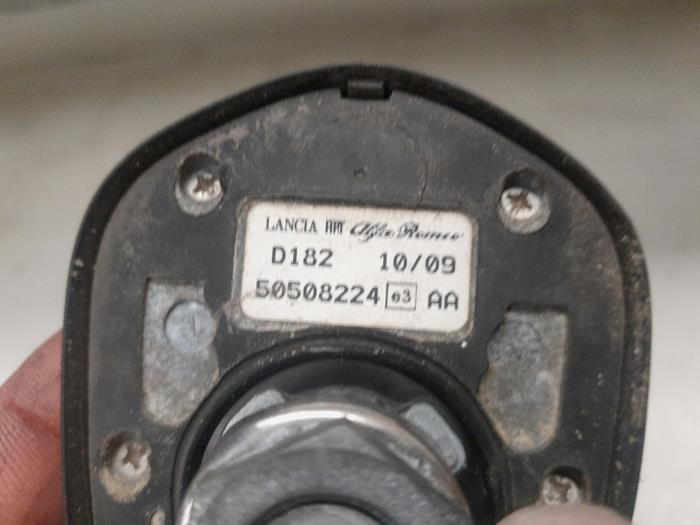 LANCIA FIAT Alfa Romeo
D182 10/09
50508224 e3 AA